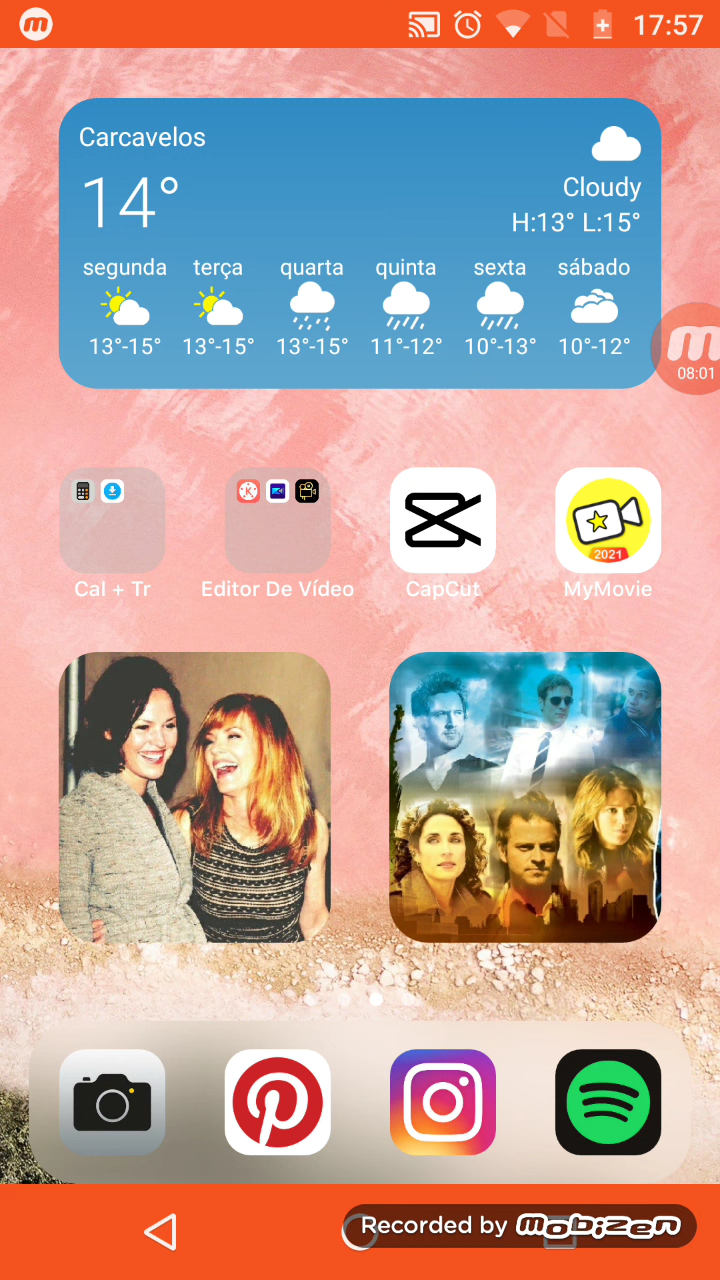 17:57
Carcavelos
14°
Cloudy
H:13° L:15°
segunda terça quarta quinta sexta sábado
13°-15° 13°-15° 13°-15° 11°-12° 10°-13° 10°-12°
m
08:01
K
2021
Cal + Tr Editor De Vídeo CapCut MyMovie
Recorded by mobizen